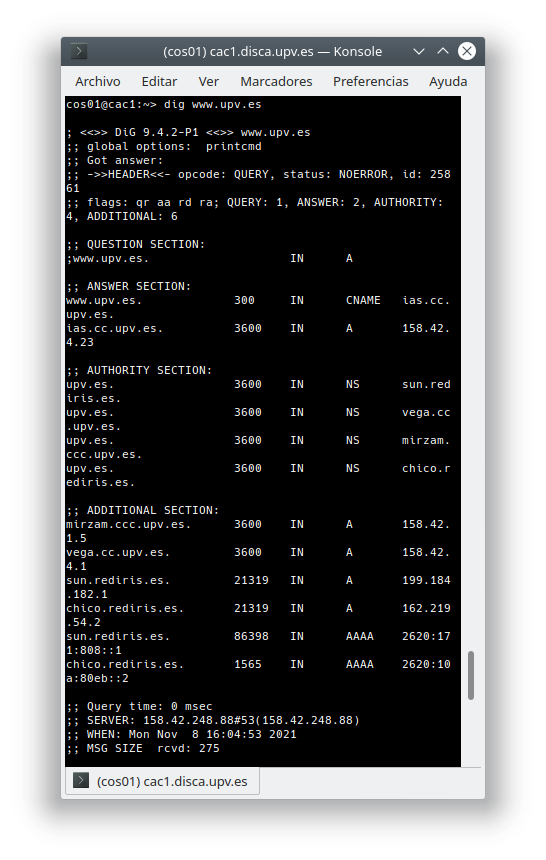 (cos01) cac1.disca.upv.es — Konsole
Archivo Editar Ver Marcadores Preferencias Ayuda
cos01@cac1:~> dig www.upv.es
; <<>> DiG 9.4.2-P1 <<>> www.upv.es
;; global options:  printcmd
;; Got answer:
;; ->>HEADER<<- opcode: QUERY, status: NOERROR, id: 258
61
;; flags: qr aa rd ra; QUERY: 1, ANSWER: 2, AUTHORITY:
4, ADDITIONAL: 6
;; QUESTION SECTION:
;www.upv.es. IN A
;; ANSWER SECTION:
www.upv.es. 300 IN CNAME ias.cc.
upv.es.
ias.cc.upv.es. 3600 IN A 158.42.
4.23
;; AUTHORITY SECTION:
upv.es. 3600 IN NS sun.red
iris.es.
upv.es. 3600 IN NS vega.cc
.upv.es.
upv.es. 3600 IN NS mirzam.
ccc.upv.es.
upv.es. 3600 IN NS chico.r
ediris.es.
;; ADDITIONAL SECTION:
mirzam.ccc.upv.es. 3600 IN A 158.42.
1.5
vega.cc.upv.es. 3600 IN A 158.42.
4.1
sun.rediris.es. 21319 IN A 199.184
.182.1
chico.rediris.es. 21319 IN A 162.219
.54.2
sun.rediris.es. 86398 IN AAAA 2620:17
1:808::1
chico.rediris.es. 1565 IN AAAA 2620:10
a:80eb::2
;; Query time: 0 msec
;; SERVER: 158.42.248.88#53(158.42.248.88)
;; WHEN: Mon Nov  8 16:04:53 2021
;; MSG SIZE  rcvd: 275
(cos01) cac1.disca.upv.es